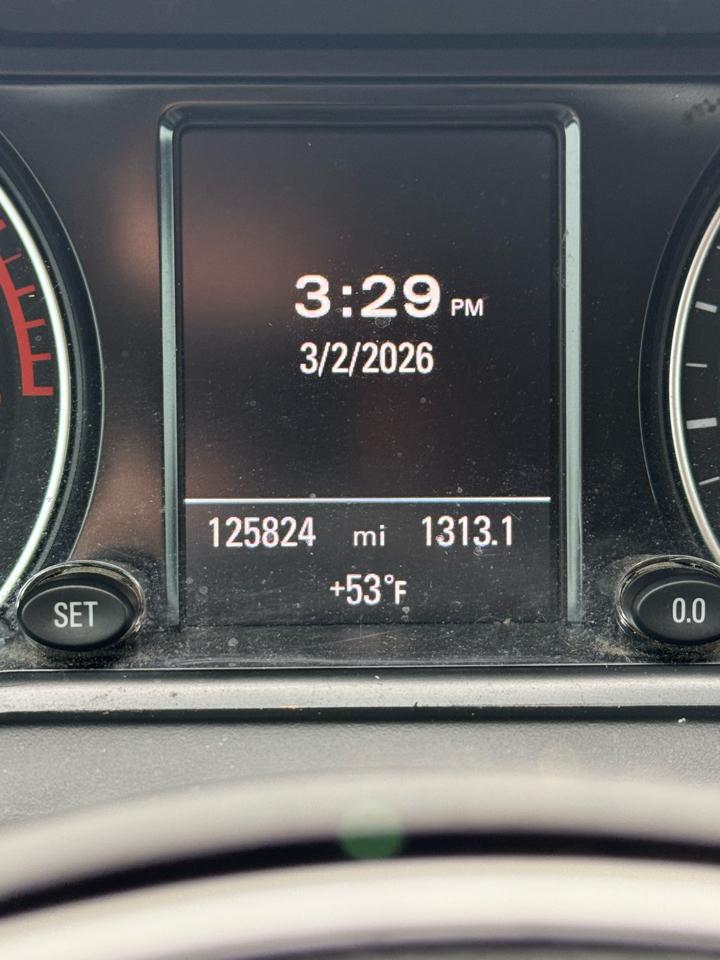 3:29 PM
3/2/2026
125824 mi 1313.1
+53°F
SET
0.0